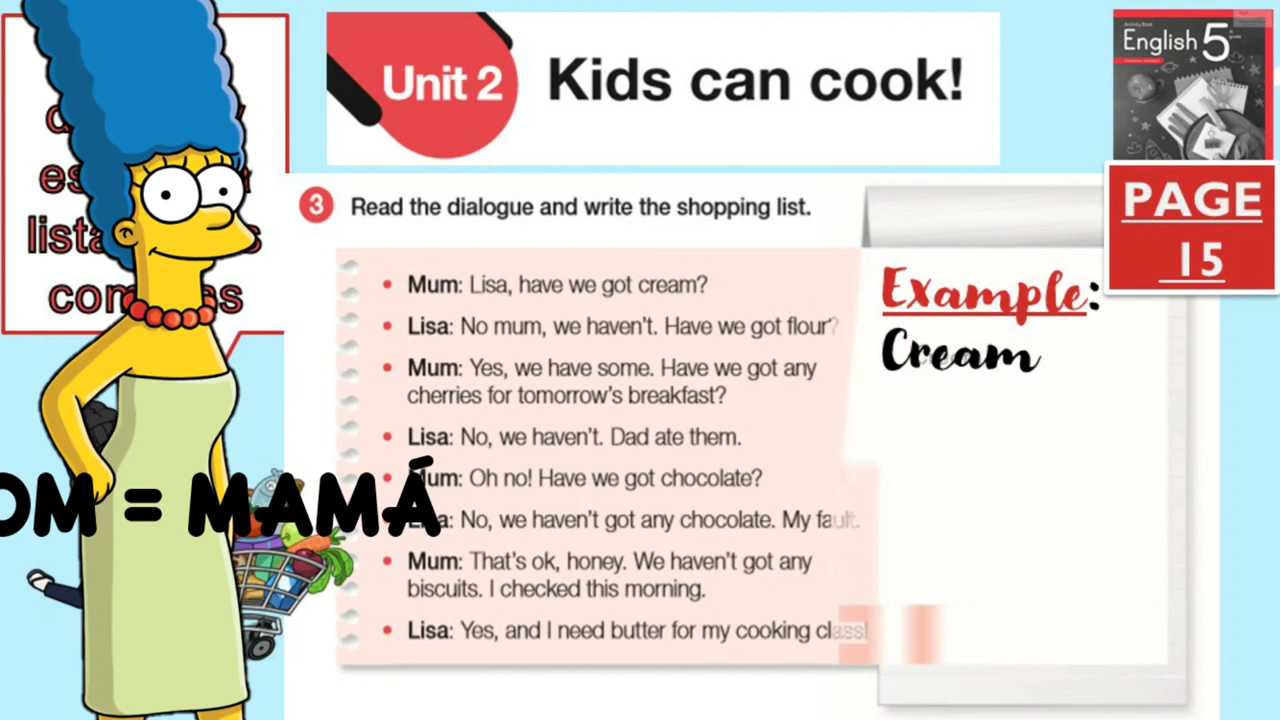 Unit 2 Kids can cook!
English 5
PAGE
15
3 Read the dialogue and write the shopping list.
• Mum: Lisa, have we got cream?
• Lisa: No mum, we haven't. Have we got flour?
• Mum: Yes, we have some. Have we got any
cherries for tomorrow's breakfast?
• Lisa: No, we haven't. Dad ate them.
• Mum: Oh no! Have we got chocolate?
• Lisa: No, we haven't got any chocolate. My fault.
• Mum: That's ok, honey. We haven't got any
biscuits. I checked this morning.
• Lisa: Yes, and I need butter for my cooking class!
Example:
Cream
= MAMÁ